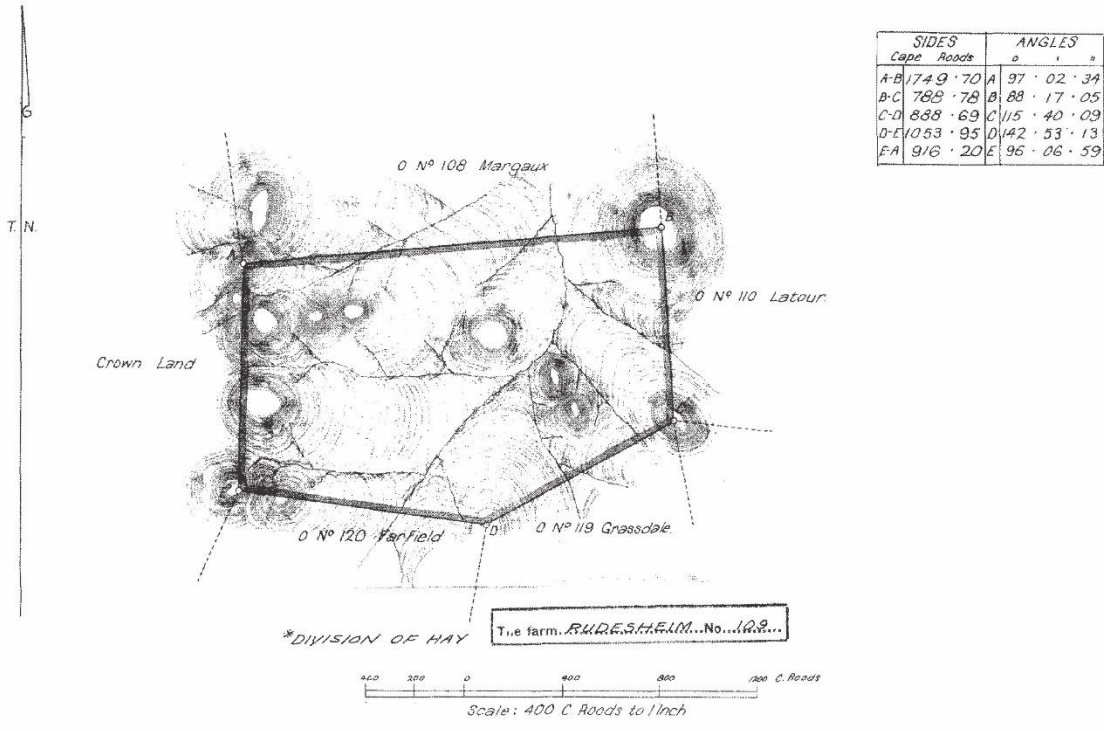 SIDES ANGLES
Cape Roods o ' "
A-B 1749·70 A 97·02·34
B-C 788·78 B 88·17·05
C-D 888·69 C 115·40·09
D-E 1053·95 D 142·53·13
E-A 916·20 E 96·06·59
G
T. N.
O Nº 108 Margaux
A
B
O Nº 110 Latour.
Crown Land
D
O Nº 119 Grassdale.
O Nº 120 Farfield
*DIVISION OF HAY
The farm RUDESHEIM No. 109
400 200 0 400 800 1200 C. Roods
Scale: 400 C. Roods to 1 Inch